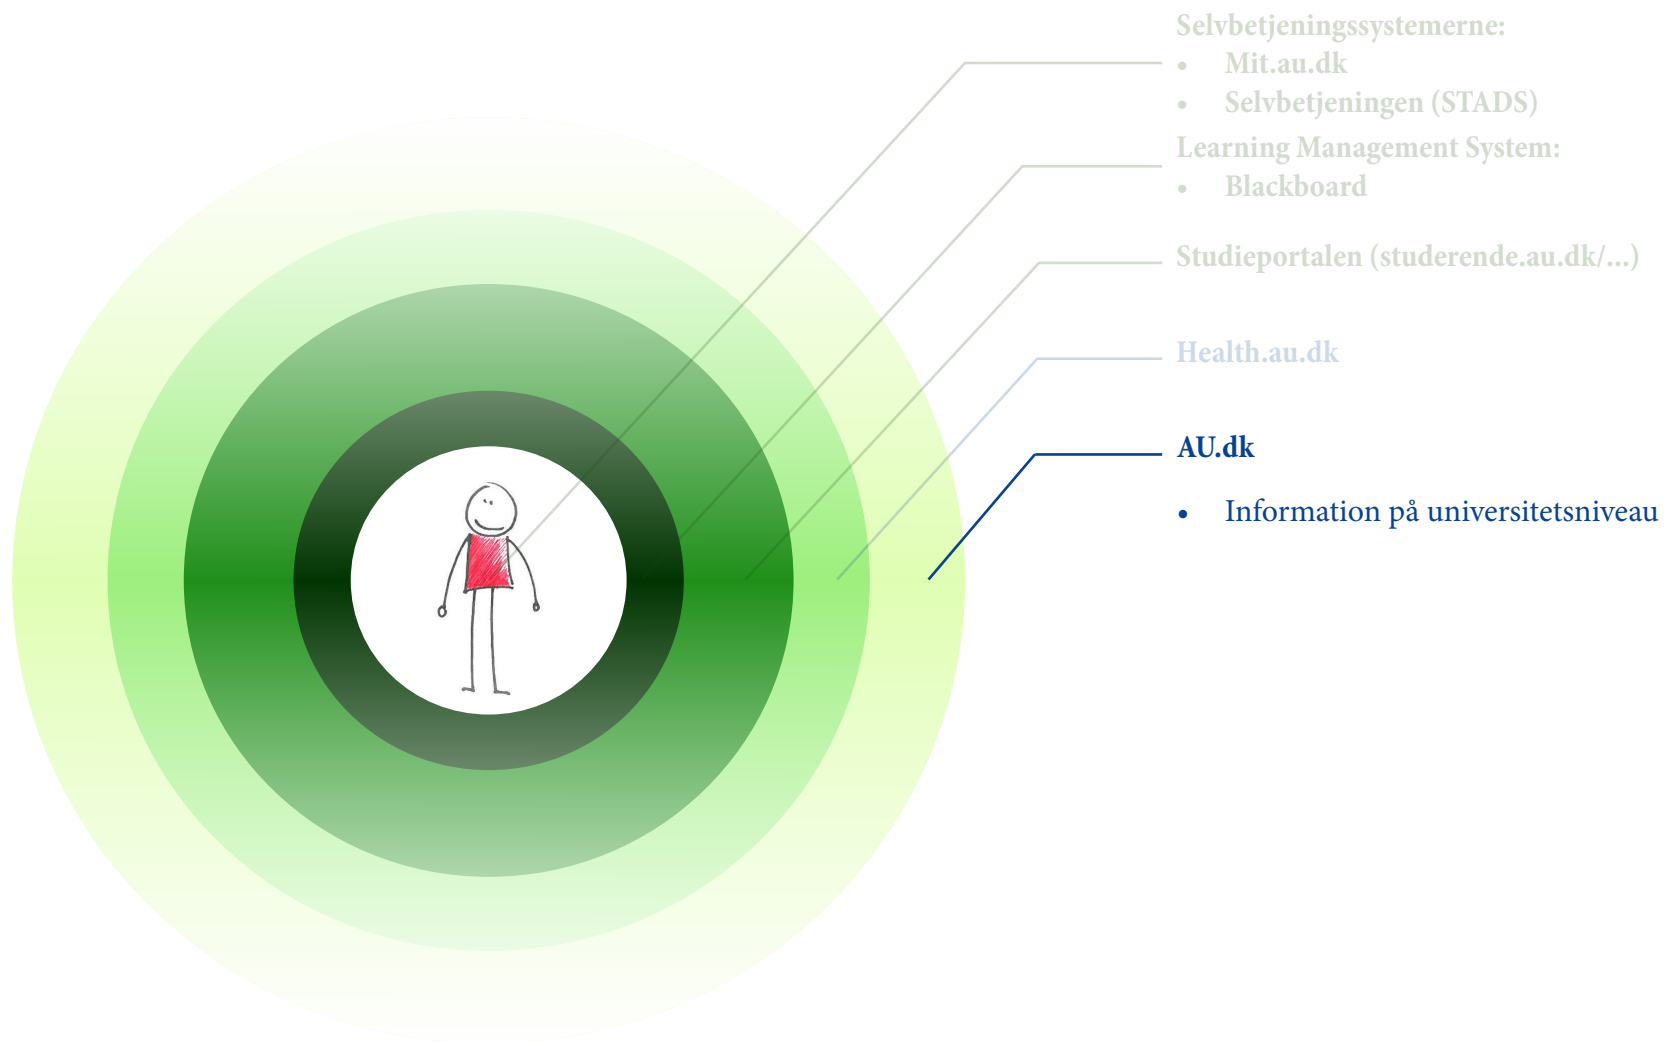 Selvbetjeningssystemerne:
• Mit.au.dk
• Selvbetjeningen (STADS)
Learning Management System:
• Blackboard
Studieportalen (studerende.au.dk/...)
Health.au.dk
AU.dk
• Information på universitetsniveau